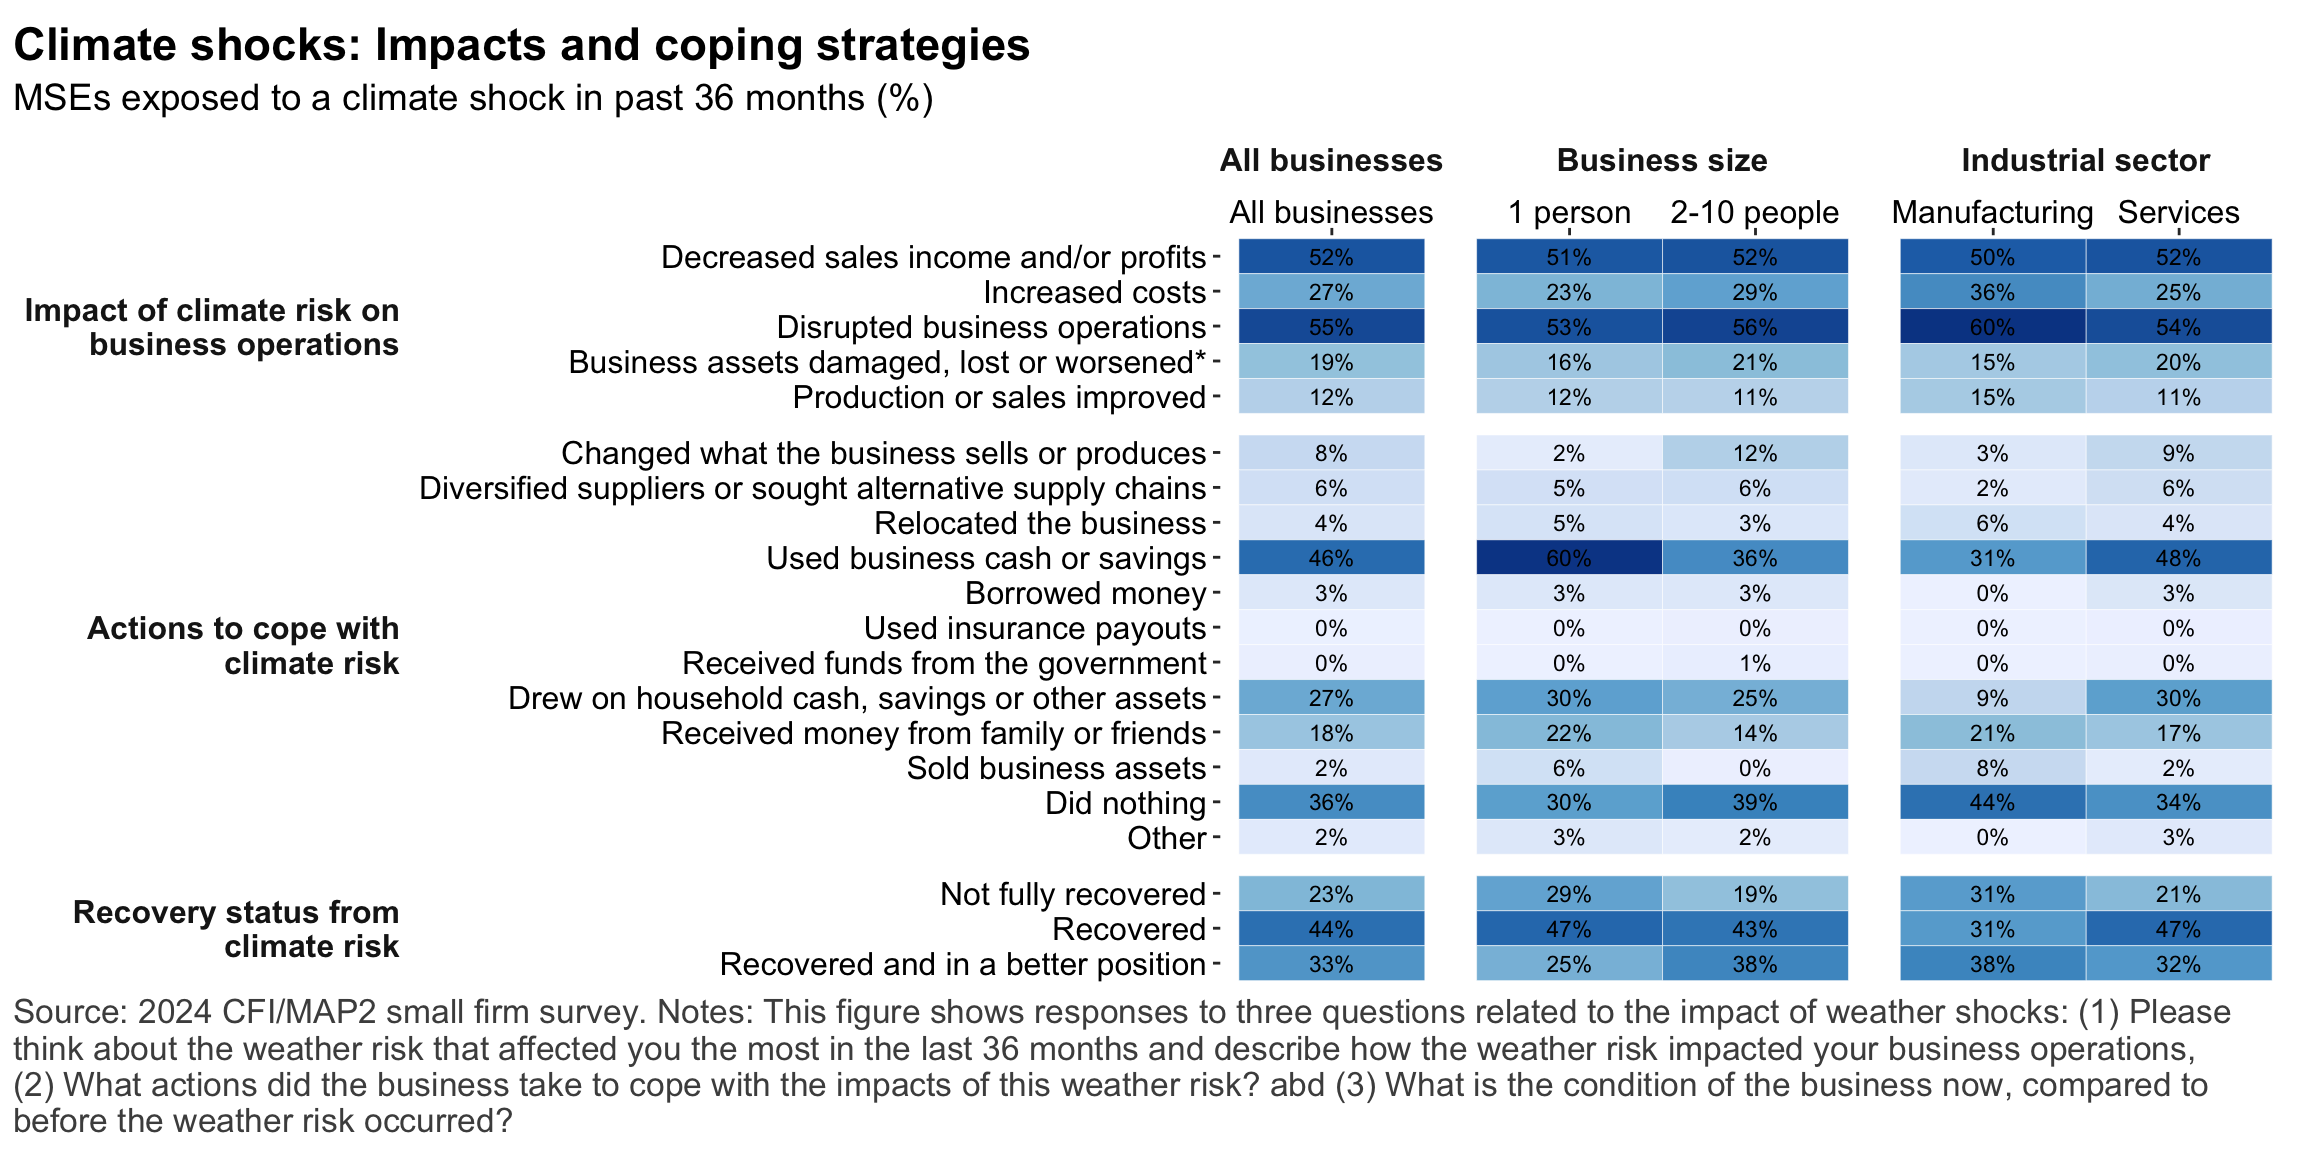 Climate shocks: Impacts and coping strategies
MSEs exposed to a climate shock in past 36 months (%)
All businesses Business size Industrial sector
All businesses 1 person 2-10 people Manufacturing Services
Impact of climate risk on
business operations
Decreased sales income and/or profits 52% 51% 52% 50% 52%
Increased costs 27% 23% 29% 36% 25%
Disrupted business operations 55% 53% 56% 60% 54%
Business assets damaged, lost or worsened* 19% 16% 21% 15% 20%
Production or sales improved 12% 12% 11% 15% 11%
Actions to cope with
climate risk
Changed what the business sells or produces 8% 2% 12% 3% 9%
Diversified suppliers or sought alternative supply chains 6% 5% 6% 2% 6%
Relocated the business 4% 5% 3% 6% 4%
Used business cash or savings 46% 60% 36% 31% 48%
Borrowed money 3% 3% 3% 0% 3%
Used insurance payouts 0% 0% 0% 0% 0%
Received funds from the government 0% 0% 1% 0% 0%
Drew on household cash, savings or other assets 27% 30% 25% 9% 30%
Received money from family or friends 18% 22% 14% 21% 17%
Sold business assets 2% 6% 0% 8% 2%
Did nothing 36% 30% 39% 44% 34%
Other 2% 3% 2% 0% 3%
Recovery status from
climate risk
Not fully recovered 23% 29% 19% 31% 21%
Recovered 44% 47% 43% 31% 47%
Recovered and in a better position 33% 25% 38% 38% 32%
Source: 2024 CFI/MAP2 small firm survey. Notes: This figure shows responses to three questions related to the impact of weather shocks: (1) Please
think about the weather risk that affected you the most in the last 36 months and describe how the weather risk impacted your business operations,
(2) What actions did the business take to cope with the impacts of this weather risk? abd (3) What is the condition of the business now, compared to
before the weather risk occurred?